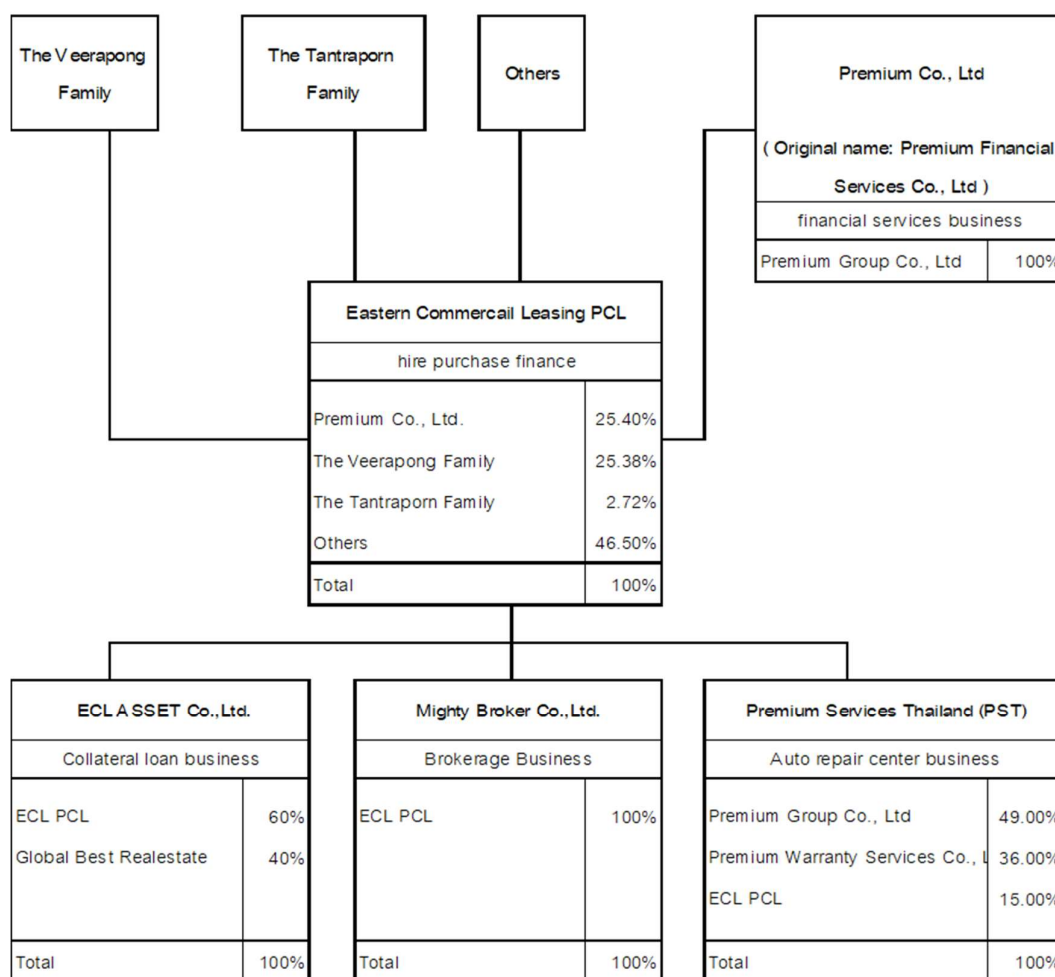 The Veerapong
Family
The Tantraporn
Family
Others
Premium Co., Ltd
( Original name: Premium Financial
Services Co., Ltd )
financial services business
Premium Group Co., Ltd 100%
Eastern Commercail Leasing PCL
hire purchase finance
Premium Co., Ltd. 25.40%
The Veerapong Family 25.38%
The Tantraporn Family 2.72%
Others 46.50%
Total 100%
ECL ASSET Co.,Ltd.
Collateral loan business
ECL PCL 60%
Global Best Realestate 40%
Total 100%
Mighty Broker Co.,Ltd.
Brokerage Business
ECL PCL 100%
Total 100%
Premium Services Thailand (PST)
Auto repair center business
Premium Group Co., Ltd 49.00%
Premium Warranty Services Co., L 36.00%
ECL PCL 15.00%
Total 100%